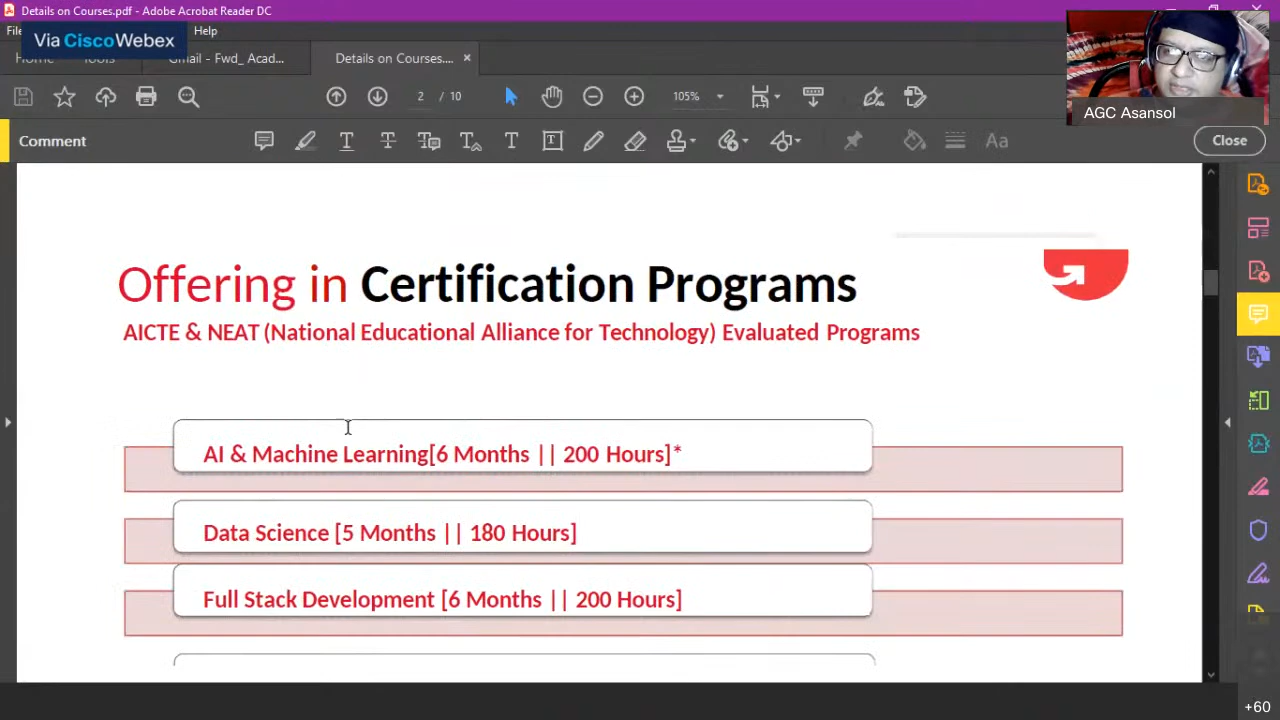 Details on Courses.pdf - Adobe Acrobat Reader DC
Via CiscoWebex
Help
Gmail - Fwd_ Acad...
Details on Courses.... ×
2 / 10
105%
AGC Asansol
Comment
Close
Offering in Certification Programs
AICTE & NEAT (National Educational Alliance for Technology) Evaluated Programs
AI & Machine Learning[6 Months || 200 Hours]*
Data Science [5 Months || 180 Hours]
Full Stack Development [6 Months || 200 Hours]
+60